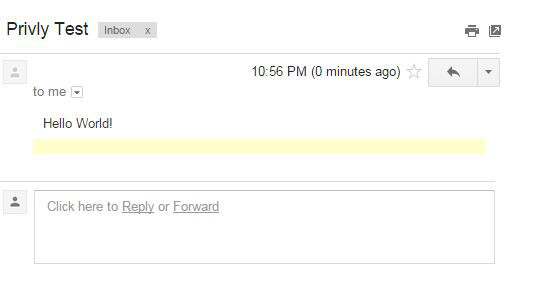 Privly Test Inbox x
10:56 PM (0 minutes ago)
to me
Hello World!
Click here to Reply or Forward